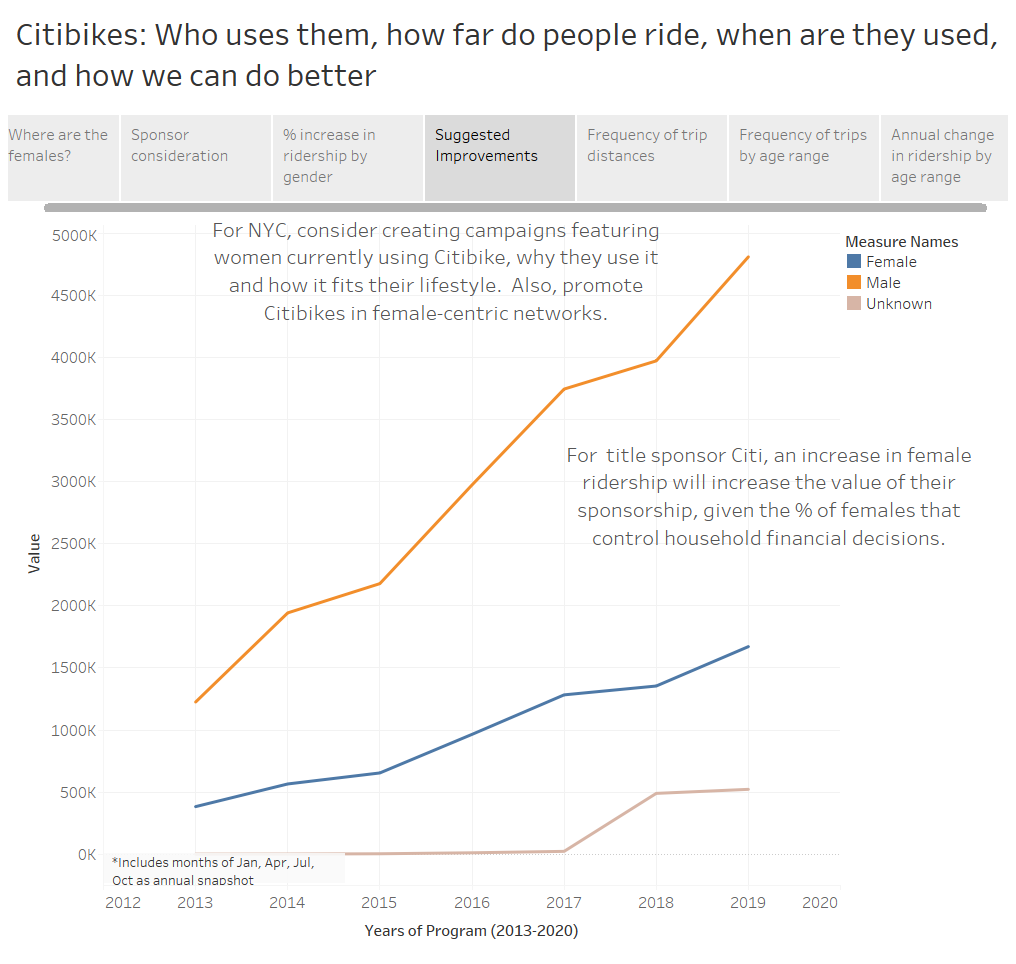 Citibikes: Who uses them, how far do people ride, when are they used,
and how we can do better
Where are the
females?
Sponsor
consideration
% increase in
ridership by
gender
Suggested
Improvements
Frequency of trip
distances
Frequency of trips
by age range
Annual change
in ridership by
age range
For NYC, consider creating campaigns featuring
women currently using Citibike, why they use it
and how it fits their lifestyle.  Also, promote
Citibikes in female-centric networks.
Measure Names
Female
Male
Unknown
For  title sponsor Citi, an increase in female
ridership will increase the value of their
sponsorship, given the % of females that
control household financial decisions.
Value
5000K
4500K
4000K
3500K
3000K
2500K
2000K
1500K
1000K
500K
0K
*Includes months of Jan, Apr, Jul,
Oct as annual snapshot
2012 2013 2014 2015 2016 2017 2018 2019 2020
Years of Program (2013-2020)